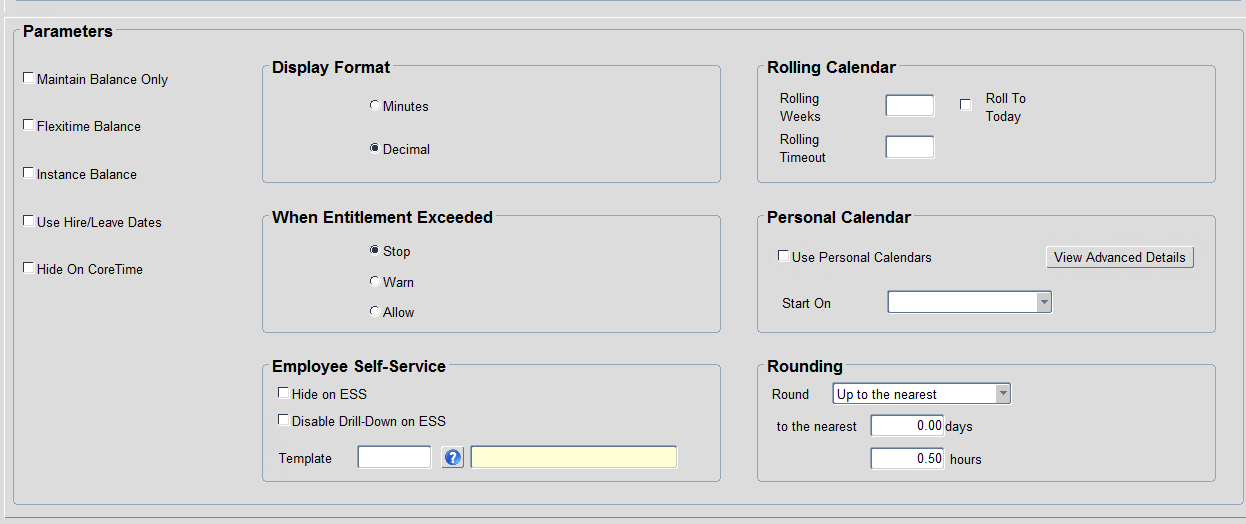 Parameters
Maintain Balance Only
Flexitime Balance
Instance Balance
Use Hire/Leave Dates
Hide On CoreTime
Display Format
Minutes
Decimal
When Entitlement Exceeded
Stop
Warn
Allow
Employee Self-Service
Hide on ESS
Disable Drill-Down on ESS
Template
?
Rolling Calendar
Rolling
Weeks
Roll To
Today
Rolling
Timeout
Personal Calendar
Use Personal Calendars
View Advanced Details
Start On
Rounding
Round Up to the nearest
to the nearest 0.00 days
0.50 hours